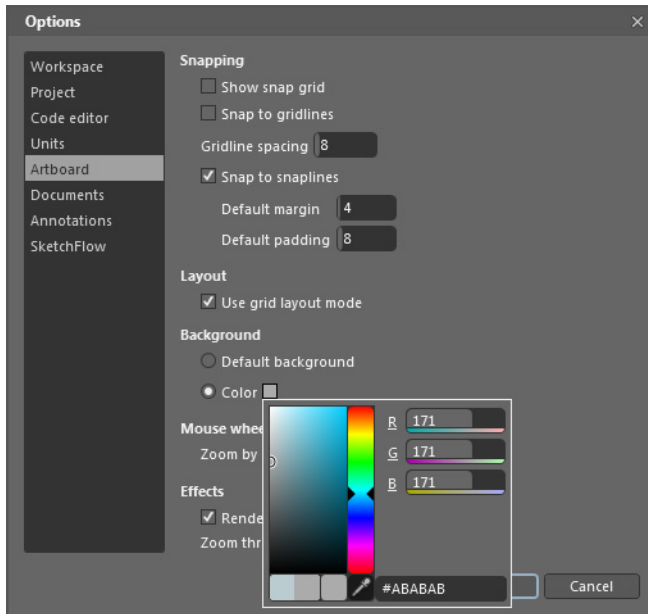 Options
Workspace
Project
Code editor
Units
Artboard
Documents
Annotations
SketchFlow
Snapping
Show snap grid
Snap to gridlines
Gridline spacing 8
Snap to snaplines
Default margin 4
Default padding 8
Layout
Use grid layout mode
Background
Default background
Color
Mouse whee
Zoom by
Effects
Rende
Zoom thr
R 171
G 171
B 171
#ABABAB
Cancel